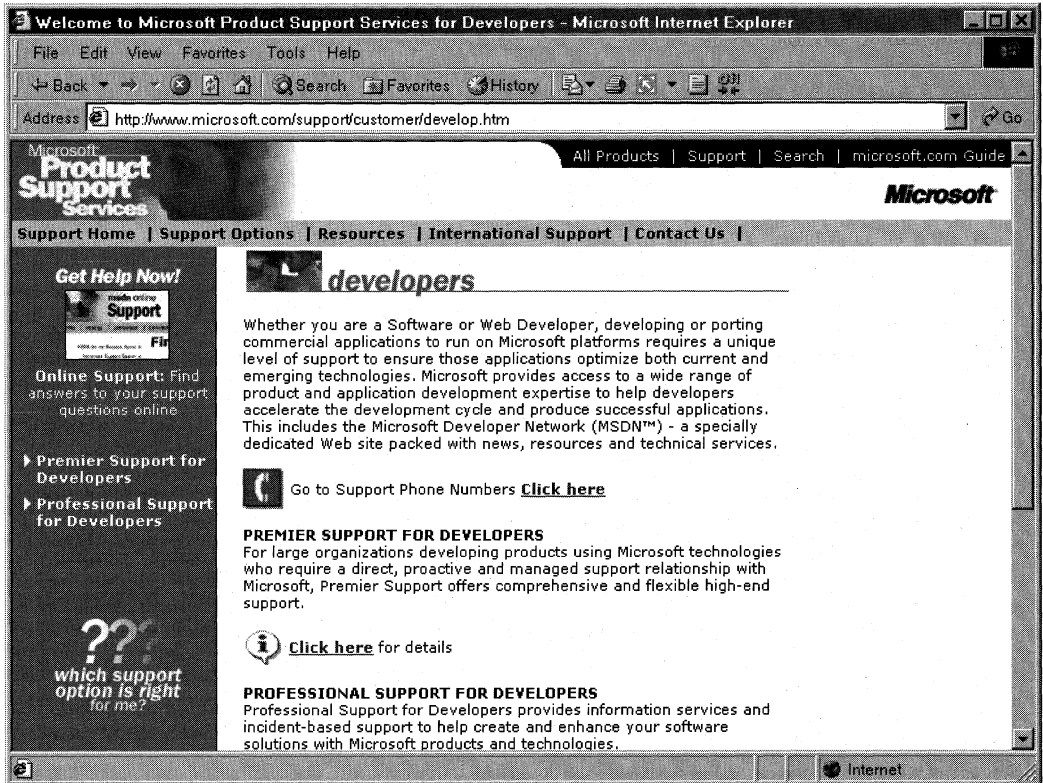 Welcome to Microsoft Product Support Services for Developers - Microsoft Internet Explorer
File Edit View Favorites Tools Help
Back Search Favorites History
Address http://www.microsoft.com/support/customer/develop.htm Go
Microsoft
Product
Support
Services
All Products | Support | Search | microsoft.com Guide
Microsoft
Support Home | Support Options | Resources | International Support | Contact Us |
Get Help Now!
msdn online
Support
Fir
Online Support: Find
answers to your support
questions online
Premier Support for
Developers
Professional Support
for Developers
???
which support
option is right
for me?
developers
Whether you are a Software or Web Developer, developing or porting
commercial applications to run on Microsoft platforms requires a unique
level of support to ensure those applications optimize both current and
emerging technologies. Microsoft provides access to a wide range of
product and application development expertise to help developers
accelerate the development cycle and produce successful applications.
This includes the Microsoft Developer Network (MSDN™) - a specially
dedicated Web site packed with news, resources and technical services.
Go to Support Phone Numbers Click here
PREMIER SUPPORT FOR DEVELOPERS
For large organizations developing products using Microsoft technologies
who require a direct, proactive and managed support relationship with
Microsoft, Premier Support offers comprehensive and flexible high-end
support.
Click here for details
PROFESSIONAL SUPPORT FOR DEVELOPERS
Professional Support for Developers provides information services and
incident-based support to help create and enhance your software
solutions with Microsoft products and technologies.
Internet